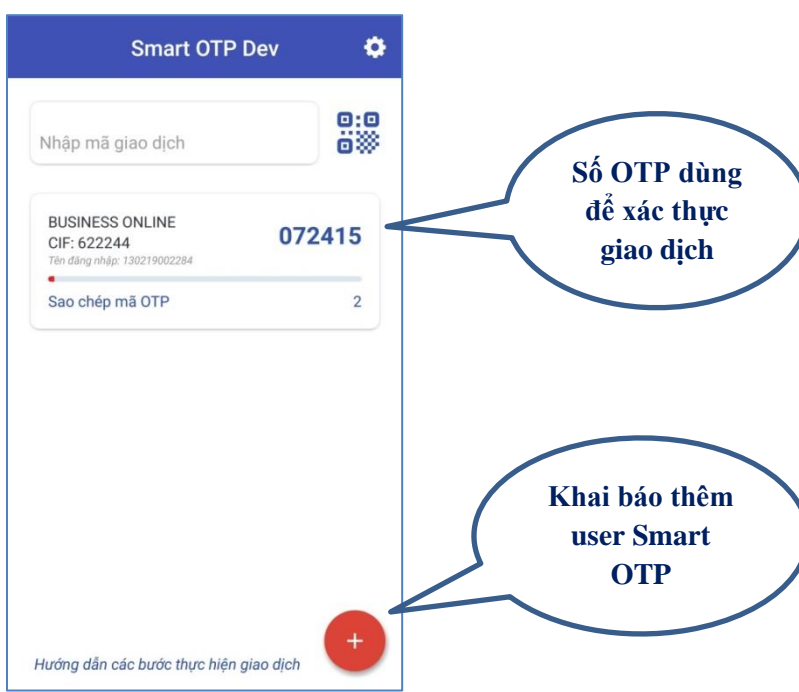 Smart OTP Dev
Nhập mã giao dịch
BUSINESS ONLINE
CIF: 622244
Tên đăng nhập: 130219002284
072415
Sao chép mã OTP 2
Số OTP dùng
để xác thực
giao dịch
Khai báo thêm
user Smart
OTP
+
Hướng dẫn các bước thực hiện giao dịch